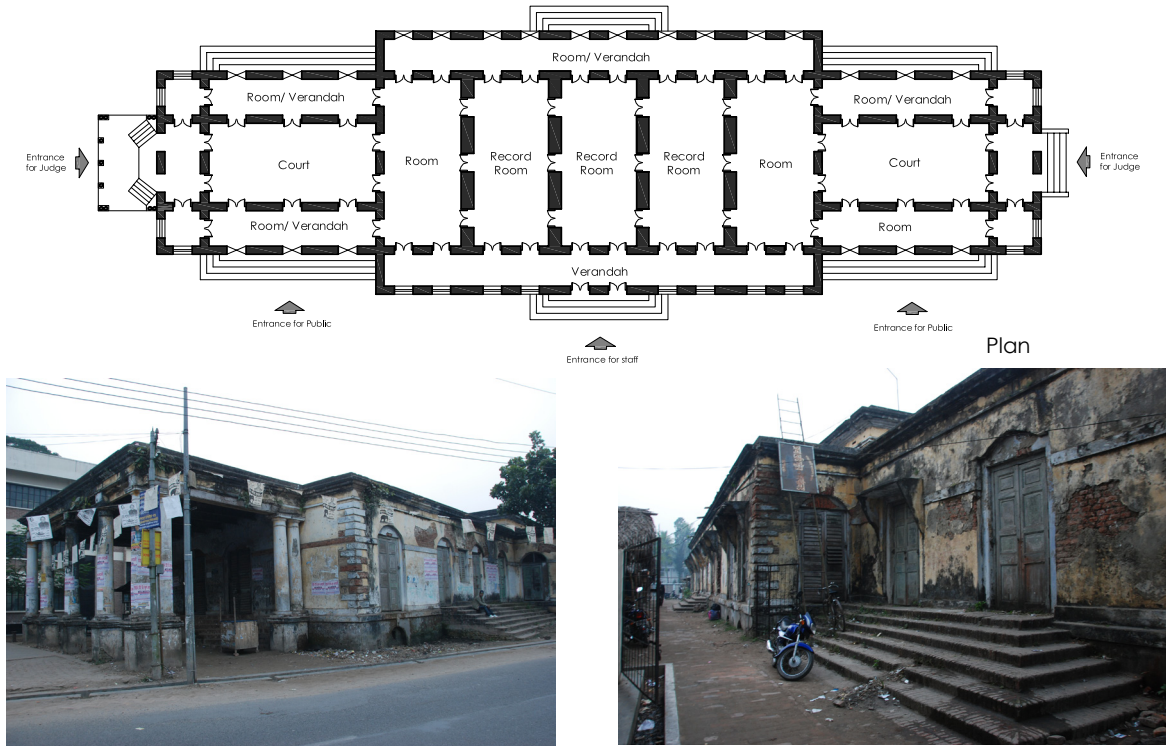 Room/ Verandah
Room/ Verandah
Room/ Verandah
Entrance
for Judge
Court
Room
Record
Room
Record
Room
Record
Room
Room
Court
Entrance
for Judge
Room/ Verandah
Room
Verandah
Entrance for Public
Entrance for staff
Entrance for Public
Plan